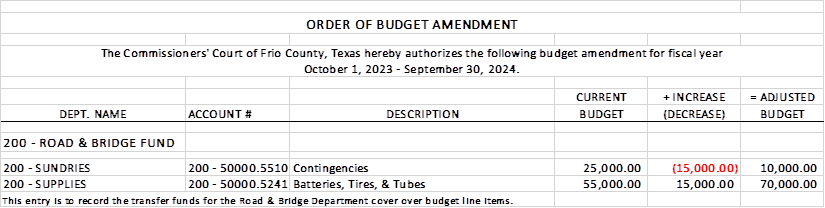 ORDER OF BUDGET AMENDMENT
The Commissioners' Court of Frio County, Texas hereby authorizes the following budget amendment for fiscal year
October 1, 2023 - September 30, 2024.
CURRENT + INCREASE = ADJUSTED
DEPT. NAME ACCOUNT # DESCRIPTION BUDGET (DECREASE) BUDGET
200 - ROAD & BRIDGE FUND
200 - SUNDRIES 200 - 50000.5510 Contingencies 25,000.00 (15,000.00) 10,000.00
200 - SUPPLIES 200 - 50000.5241 Batteries, Tires, & Tubes 55,000.00 15,000.00 70,000.00
This entry is to record the transfer funds for the Road & Bridge Department cover over budget line items.